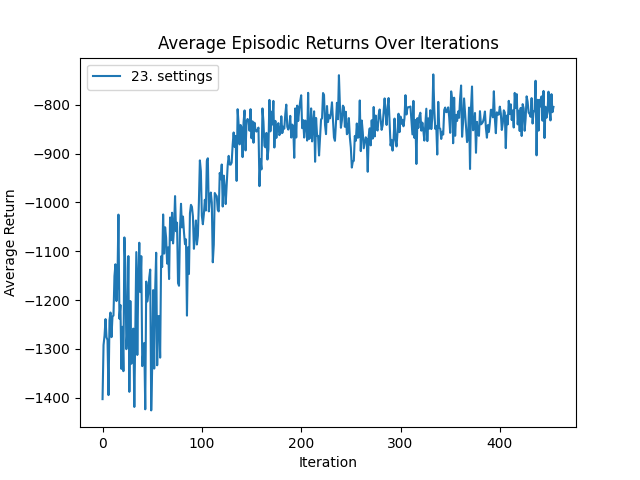 Average Episodic Returns Over Iterations
23. settings
−800
−900
−1000
−1100
−1200
−1300
−1400
Average Return
0 100 200 300 400
Iteration